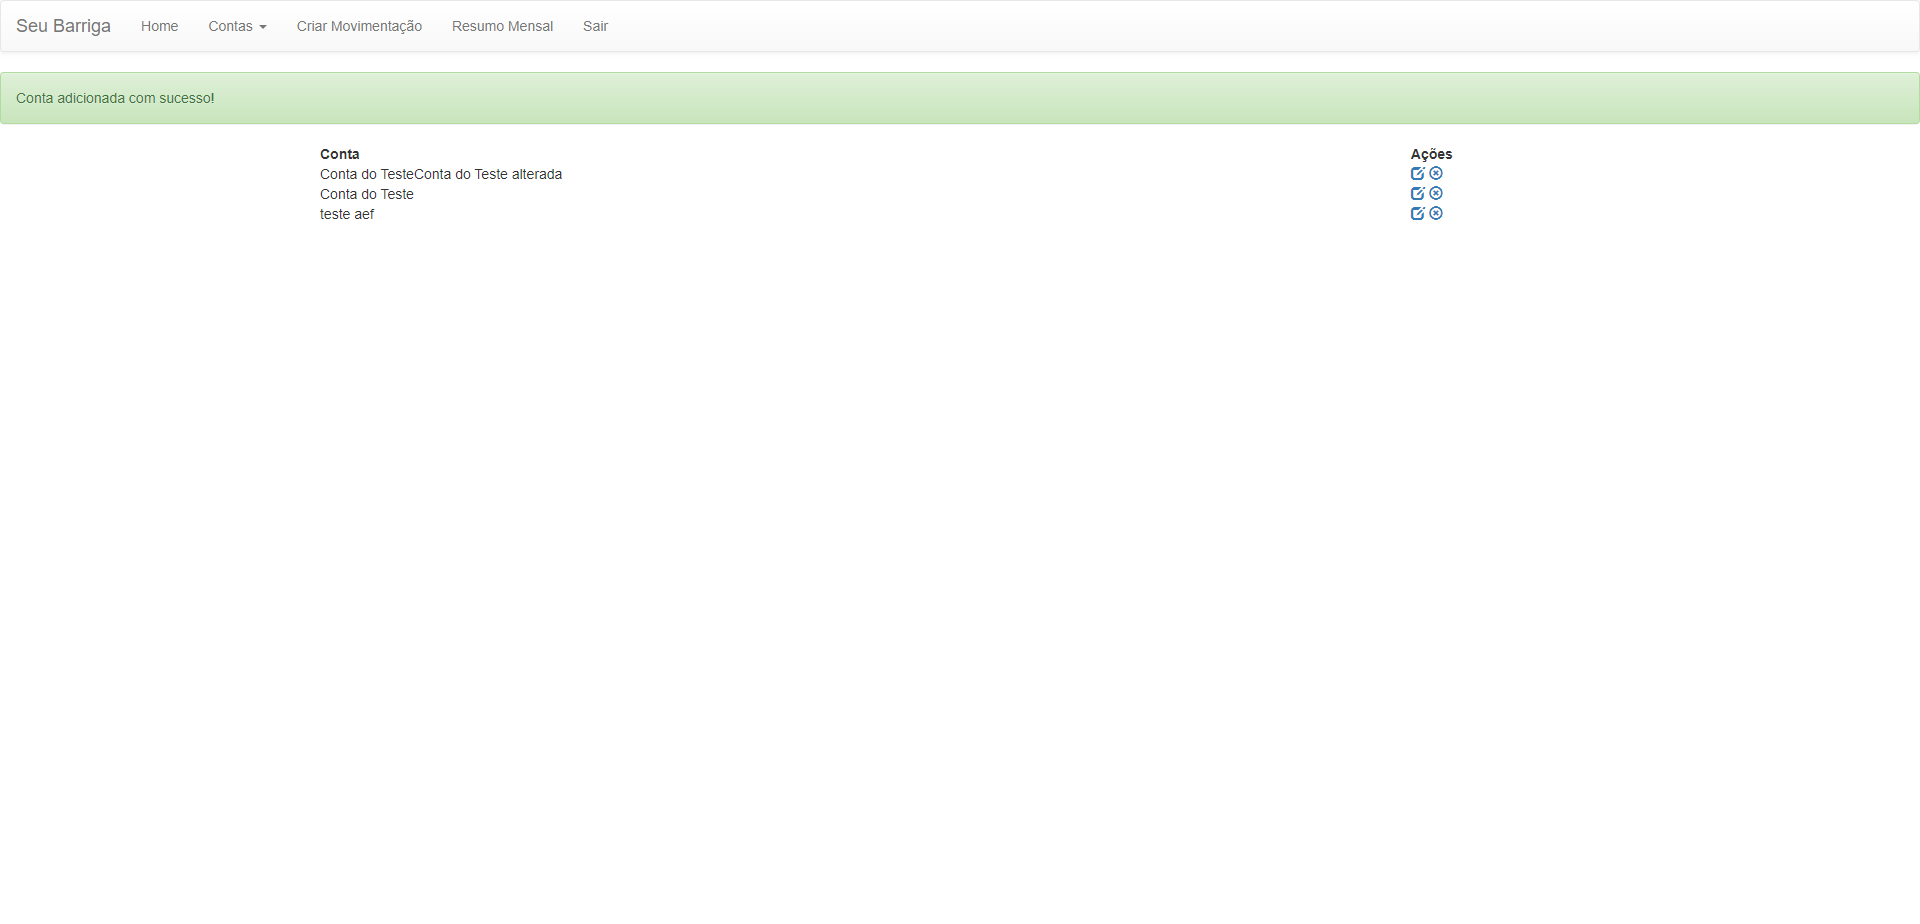 Seu Barriga Home Contas Criar Movimentação Resumo Mensal Sair
Conta adicionada com sucesso!
Conta Ações
Conta do TesteConta do Teste alterada
Conta do Teste
teste aef